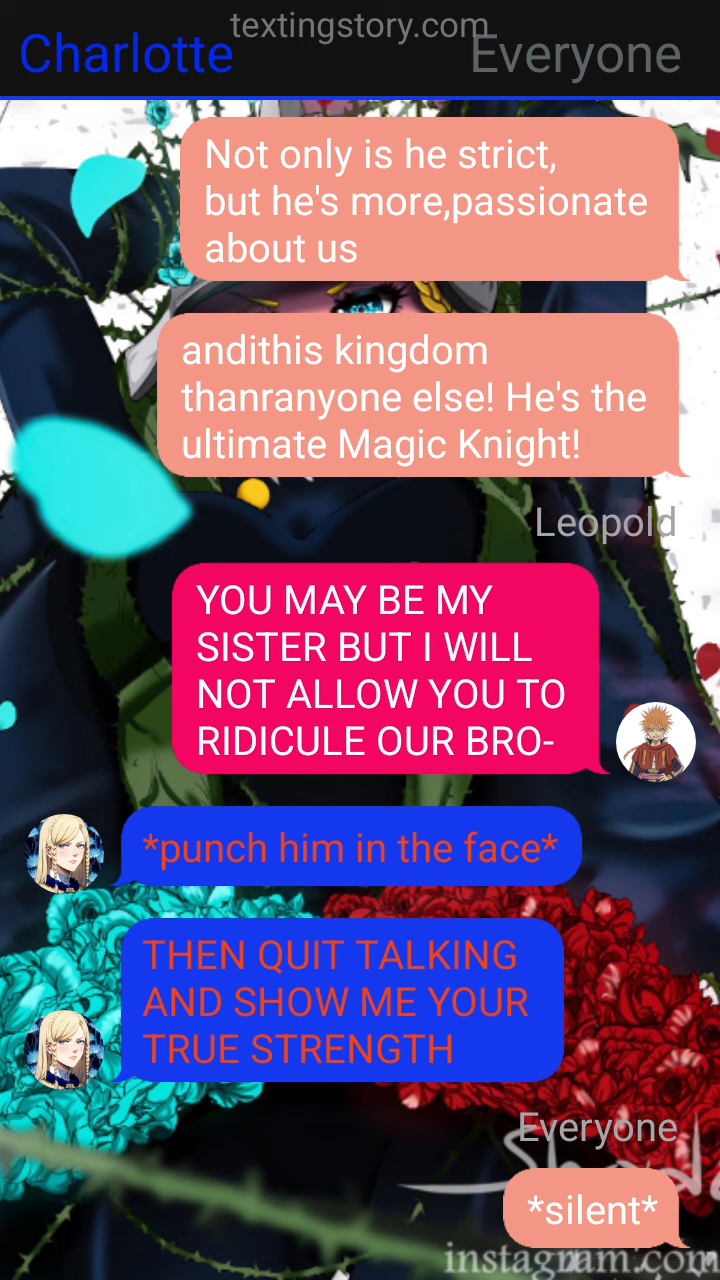 textingstory.com
Charlotte
Everyone
Not only is he strict,
but he's more,passionate
about us
andithis kingdom
thanranyone else! He's the
ultimate Magic Knight!
Leopold
YOU MAY BE MY
SISTER BUT I WILL
NOT ALLOW YOU TO
RIDICULE OUR BRO-
*punch him in the face*
THEN QUIT TALKING
AND SHOW ME YOUR
TRUE STRENGTH
Everyone
*silent*
instagram.com